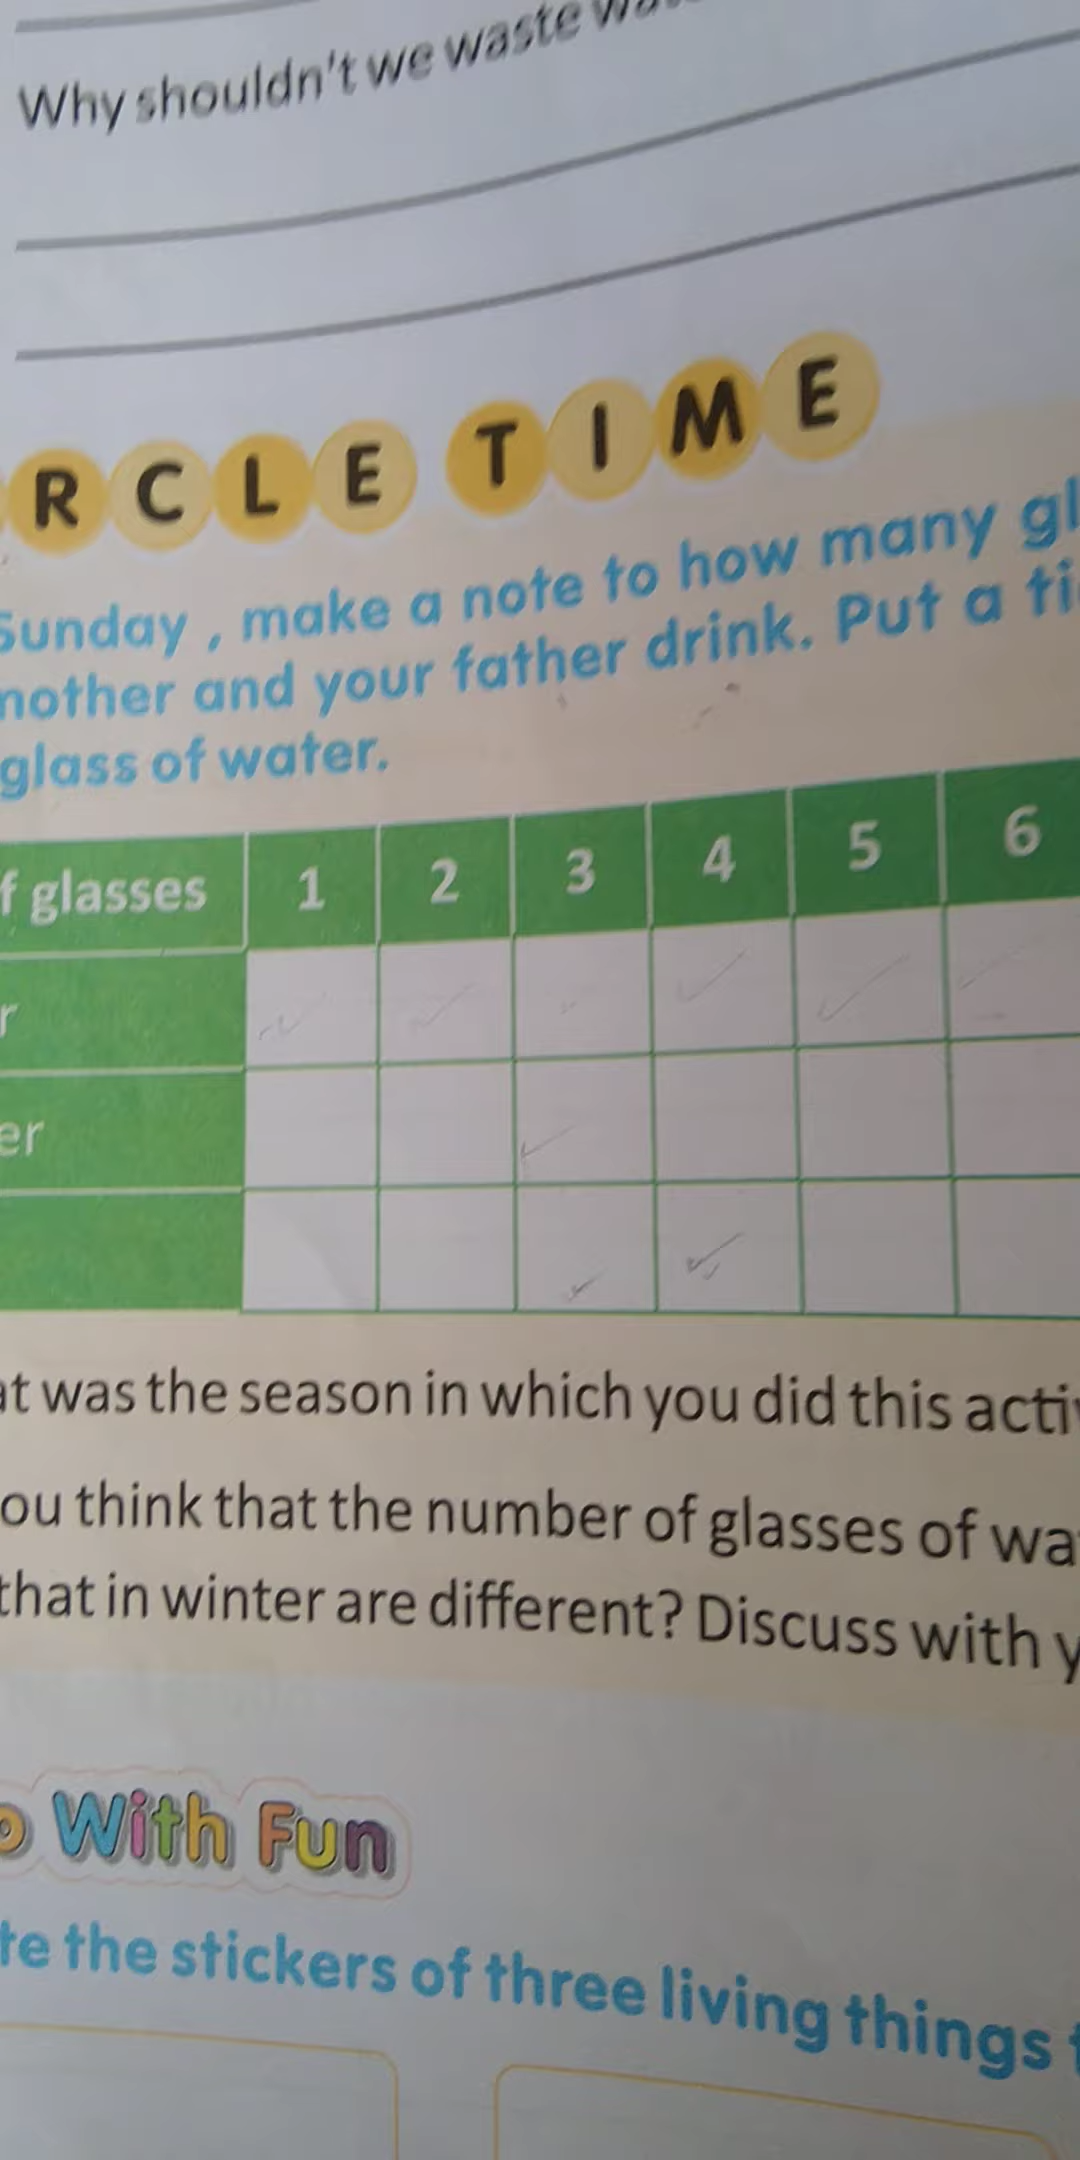 Why shouldn't we waste
RCLE TIME
Sunday , make a note to how many gl
mother and your father drink. Put a ti
glass of water.
f glasses 1 2 3 4 5 6
r
er
at was the season in which you did this acti
ou think that the number of glasses of wa
that in winter are different? Discuss with y
o With Fun
te the stickers of three living things